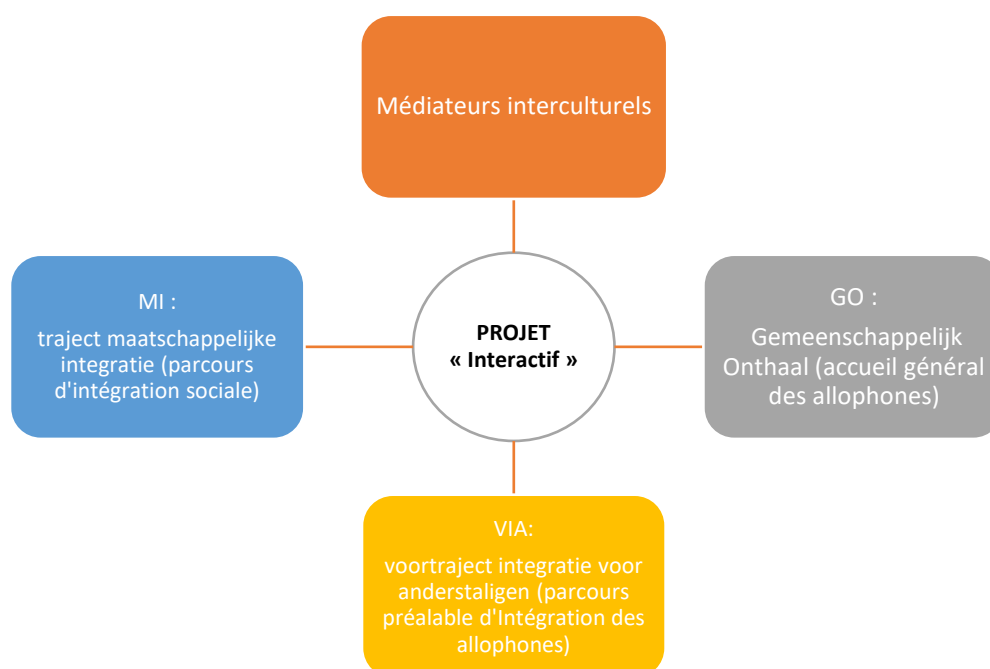 Médiateurs interculturels
MI :
traject maatschappelijke
integratie (parcours
d'intégration sociale)
PROJET
« Interactif »
GO :
Gemeenschappelijk
Onthaal (accueil général
des allophones)
VIA:
voortraject integratie voor
anderstaligen (parcours
préalable d'Intégration des
allophones)